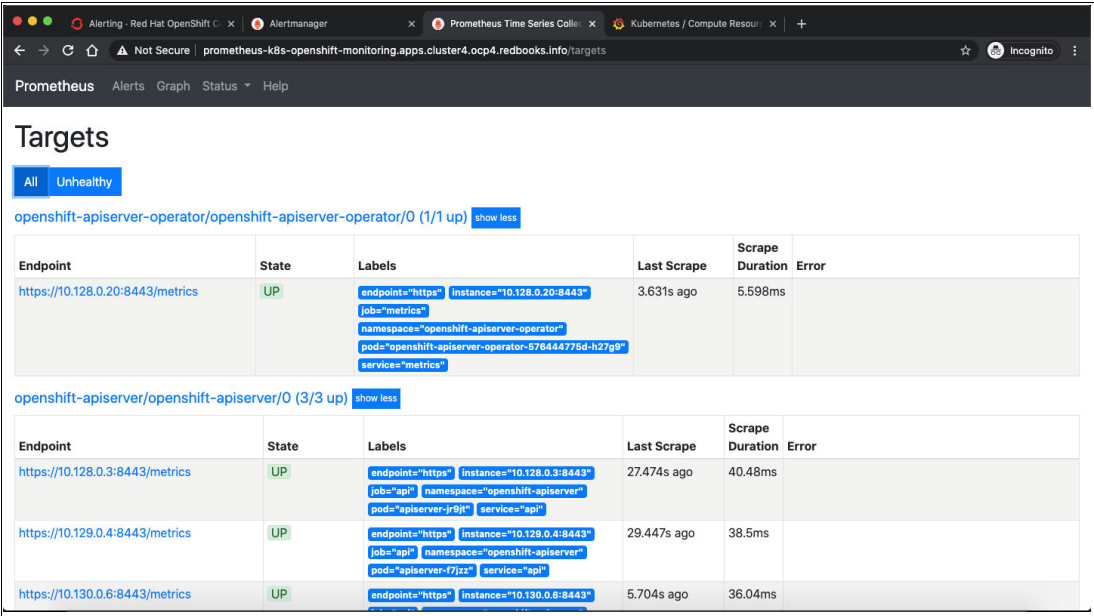 Alerting · Red Hat OpenShift C
Alertmanager
Prometheus Time Series Collec
Kubernetes / Compute Resour
Not Secure prometheus-k8s-openshift-monitoring.apps.cluster4.ocp4.redbooks.info/targets Incognito
Prometheus Alerts Graph Status Help
Targets
All Unhealthy
openshift-apiserver-operator/openshift-apiserver-operator/0 (1/1 up) show less
Endpoint State Labels Last Scrape Scrape Duration Error
https://10.128.0.20:8443/metrics UP endpoint="https" instance="10.128.0.20:8443" 3.631s ago 5.598ms
job="metrics"
namespace="openshift-apiserver-operator"
pod="openshift-apiserver-operator-576444775d-h27g9"
service="metrics"
openshift-apiserver/openshift-apiserver/0 (3/3 up) show less
Endpoint State Labels Last Scrape Scrape Duration Error
https://10.128.0.3:8443/metrics UP endpoint="https" instance="10.128.0.3:8443" 27.474s ago 40.48ms
job="api" namespace="openshift-apiserver"
pod="apiserver-jr9jt" service="api"
https://10.129.0.4:8443/metrics UP endpoint="https" instance="10.129.0.4:8443" 29.447s ago 38.5ms
job="api" namespace="openshift-apiserver"
pod="apiserver-f7jzz" service="api"
https://10.130.0.6:8443/metrics UP endpoint="https" instance="10.130.0.6:8443" 5.704s ago 36.04ms